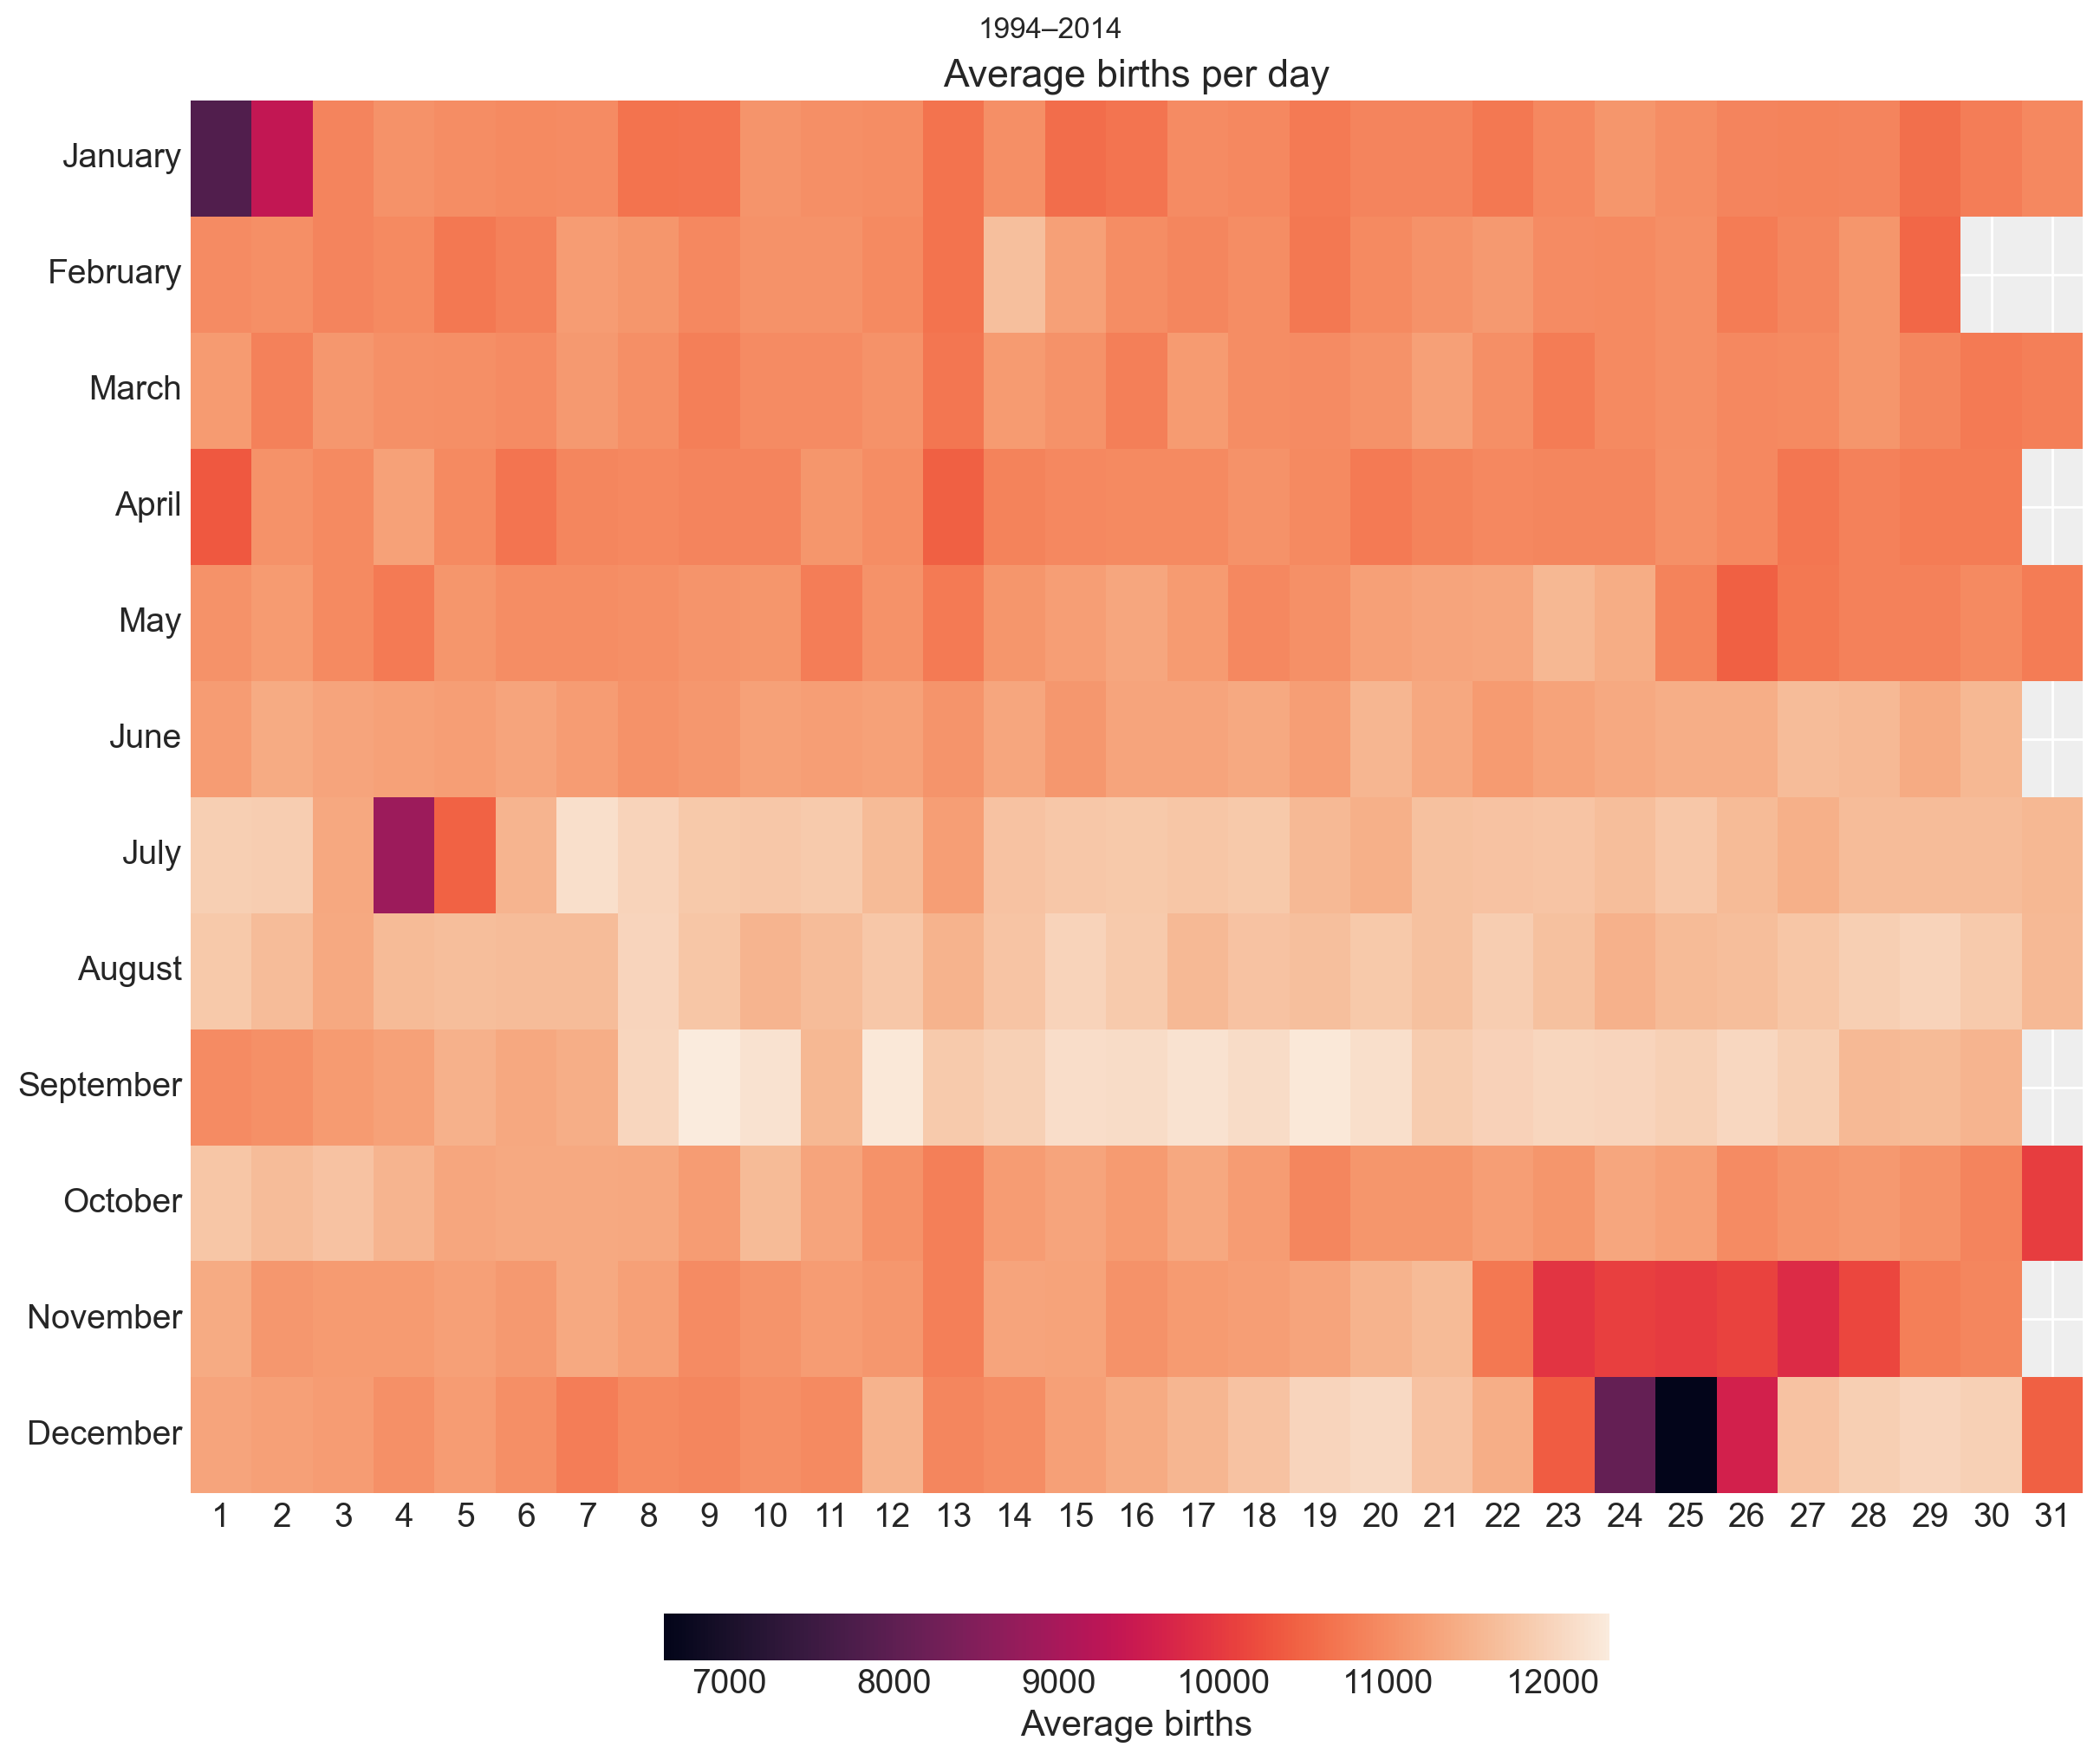 1994–2014
Average births per day
January
February
March
April
May
June
July
August
September
October
November
December
1 2 3 4 5 6 7 8 9 10 11 12 13 14 15 16 17 18 19 20 21 22 23 24 25 26 27 28 29 30 31
7000 8000 9000 10000 11000 12000
Average births